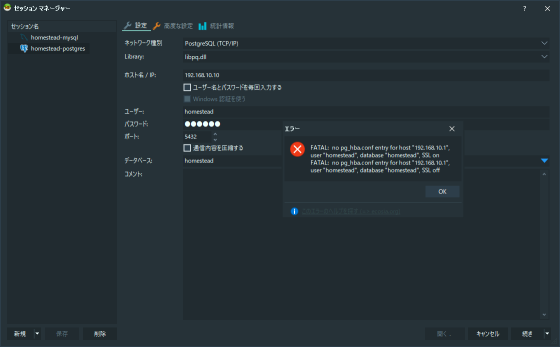 セッション マネージャー
?
セッション名
homestead-mysql
homestead-postgres
設定
高度な設定
統計情報
ネットワーク種別
PostgreSQL (TCP/IP)
Library:
libpq.dll
ホスト名 / IP:
192.168.10.10
ユーザー名とパスワードを毎回入力する
Windows 認証を使う
ユーザー:
homestead
パスワード:
ポート:
5432
通信内容を圧縮する
データベース:
homestead
コメント:
エラー
FATAL: no pg_hba.conf entry for host "192.168.10.1",
user "homestead", database "homestead", SSL on
FATAL: no pg_hba.conf entry for host "192.168.10.1",
user "homestead", database "homestead", SSL off
OK
新規
保存
削除
開く
キャンセル
続き